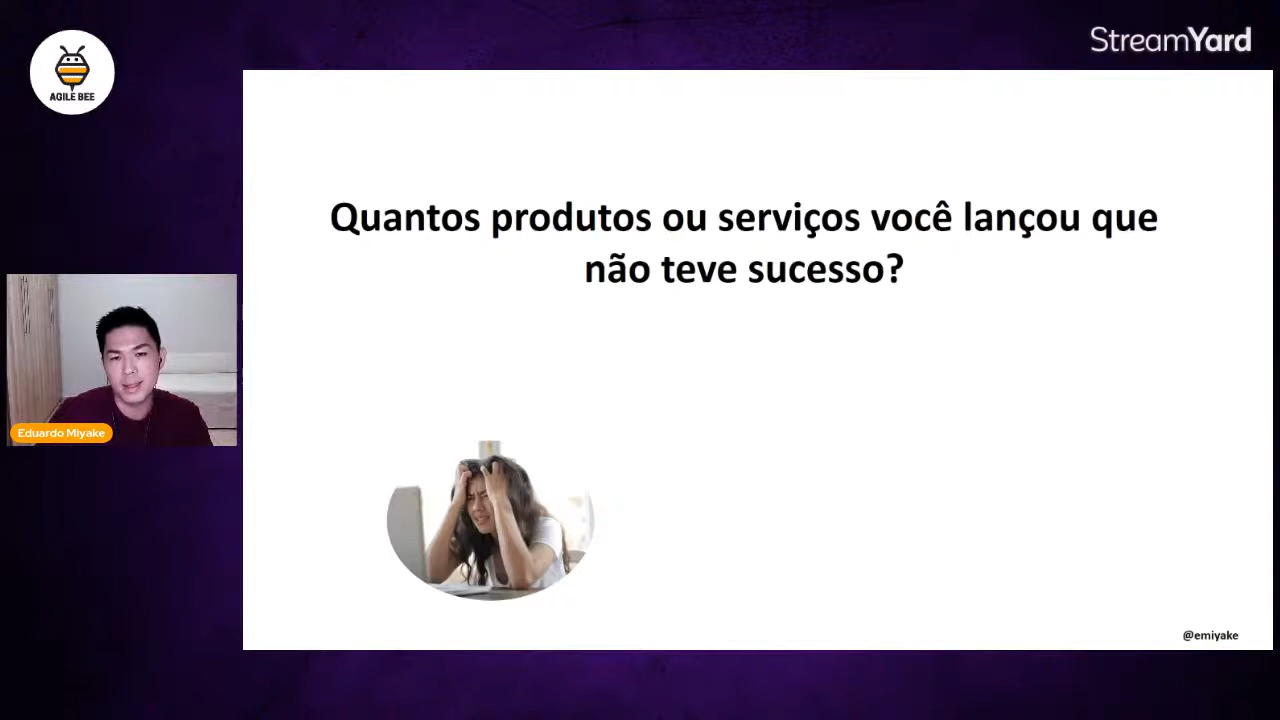 AGILE BEE
StreamYard
Quantos produtos ou serviços você lançou que
não teve sucesso?
Eduardo Miyake
@emiyake